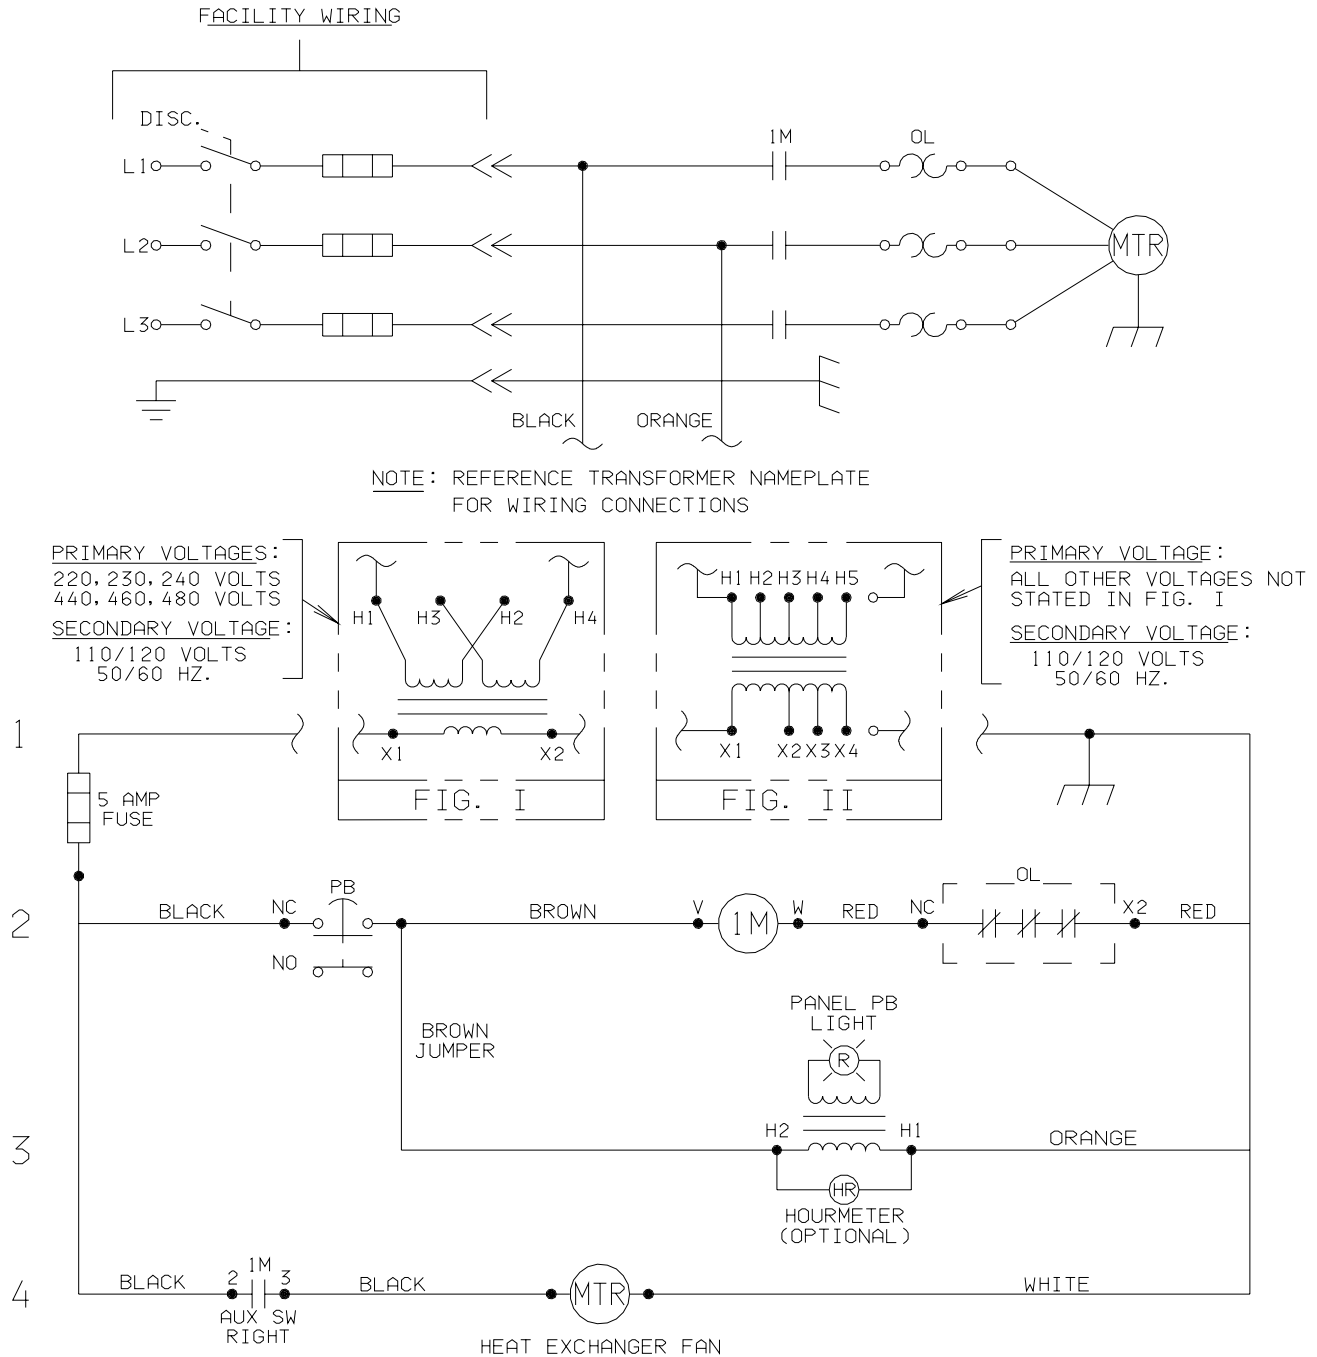 FACILITY WIRING
DISC.
1M
OL
L1
L2
MTR
L3
BLACK
ORANGE
NOTE: REFERENCE TRANSFORMER NAMEPLATE
FOR WIRING CONNECTIONS
PRIMARY VOLTAGES:
220,230,240 VOLTS
440,460,480 VOLTS
SECONDARY VOLTAGE:
110/120 VOLTS
50/60 HZ.
H1
H3
H2
H4
X1
X2
FIG. I
H1 H2 H3 H4 H5
X1
X2 X3 X4
FIG. II
PRIMARY VOLTAGE:
ALL OTHER VOLTAGES NOT
STATED IN FIG. I
SECONDARY VOLTAGE:
110/120 VOLTS
50/60 HZ.
1
5 AMP
FUSE
2
BLACK
NC
PB
NO
BROWN
V
1M
W
RED
NC
OL
X2
RED
BROWN
JUMPER
PANEL PB
LIGHT
R
3
H2
H1
ORANGE
HR
HOURMETER
(OPTIONAL)
4
BLACK
2
1M
3
AUX SW
RIGHT
BLACK
MTR
WHITE
HEAT EXCHANGER FAN